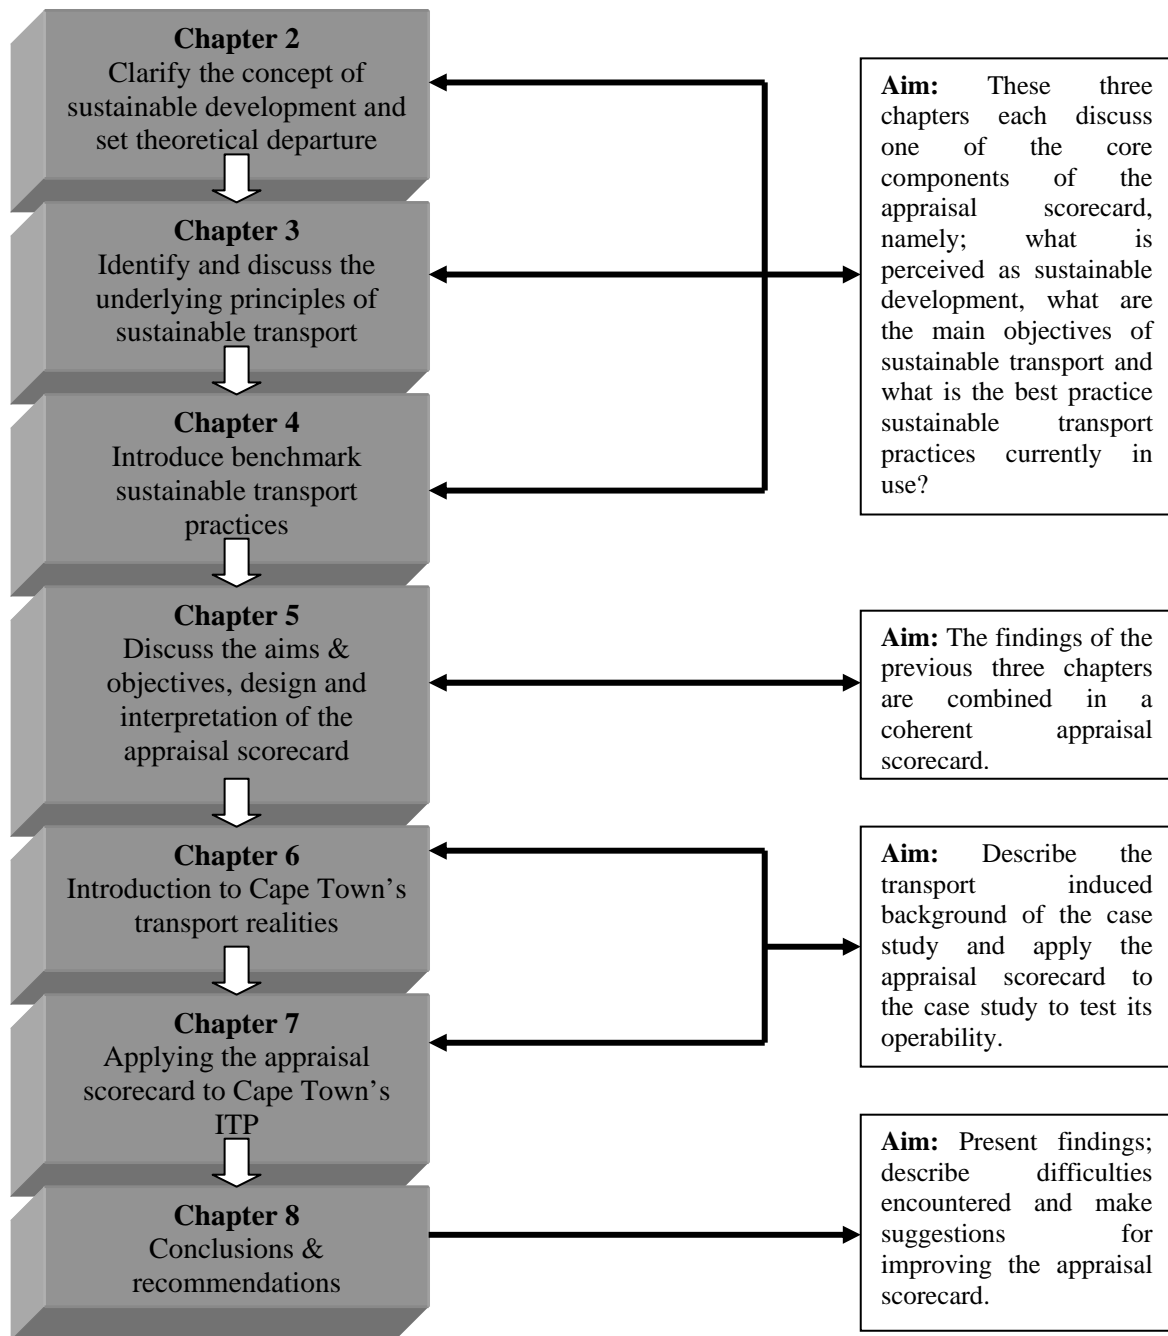 Chapter 2
Clarify the concept of
sustainable development and
set theoretical departure
Chapter 3
Identify and discuss the
underlying principles of
sustainable transport
Chapter 4
Introduce benchmark
sustainable transport
practices
Aim: These three
chapters each discuss
one of the core
components of the
appraisal scorecard,
namely; what is
perceived as sustainable
development, what are
the main objectives of
sustainable transport and
what is the best practice
sustainable transport
practices currently in
use?
Chapter 5
Discuss the aims &
objectives, design and
interpretation of the
appraisal scorecard
Aim: The findings of the
previous three chapters
are combined in a
coherent appraisal
scorecard.
Chapter 6
Introduction to Cape Town’s
transport realities
Chapter 7
Applying the appraisal
scorecard to Cape Town’s
ITP
Aim: Describe the
transport induced
background of the case
study and apply the
appraisal scorecard to
the case study to test its
operability.
Chapter 8
Conclusions &
recommendations
Aim: Present findings;
describe difficulties
encountered and make
suggestions for
improving the appraisal
scorecard.